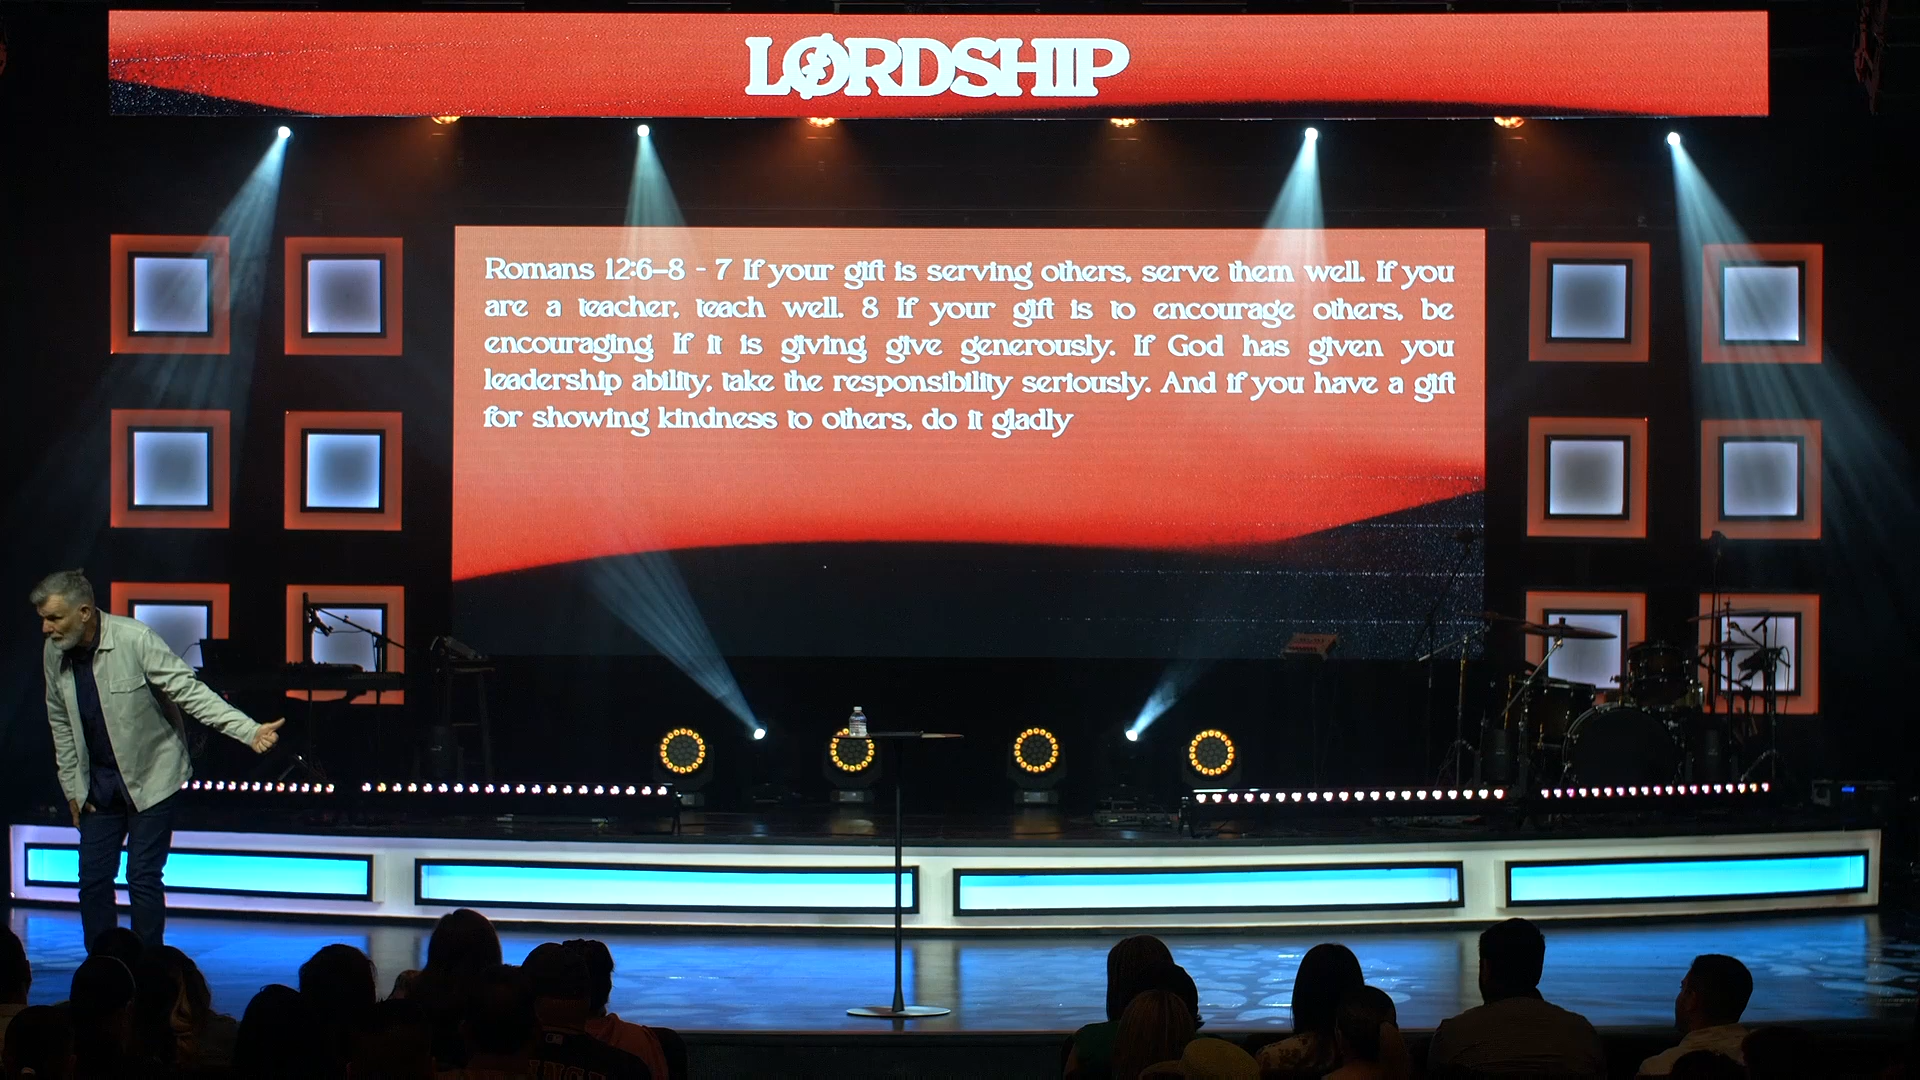 LORDSHIP
Romans 12:6–8 - 7 If your gift is serving others, serve them well. If you
are a teacher, teach well. 8 If your gift is to encourage others, be
encouraging. If it is giving, give generously. If God has given you
leadership ability, take the responsibility seriously. And if you have a gift
for showing kindness to others, do it gladly